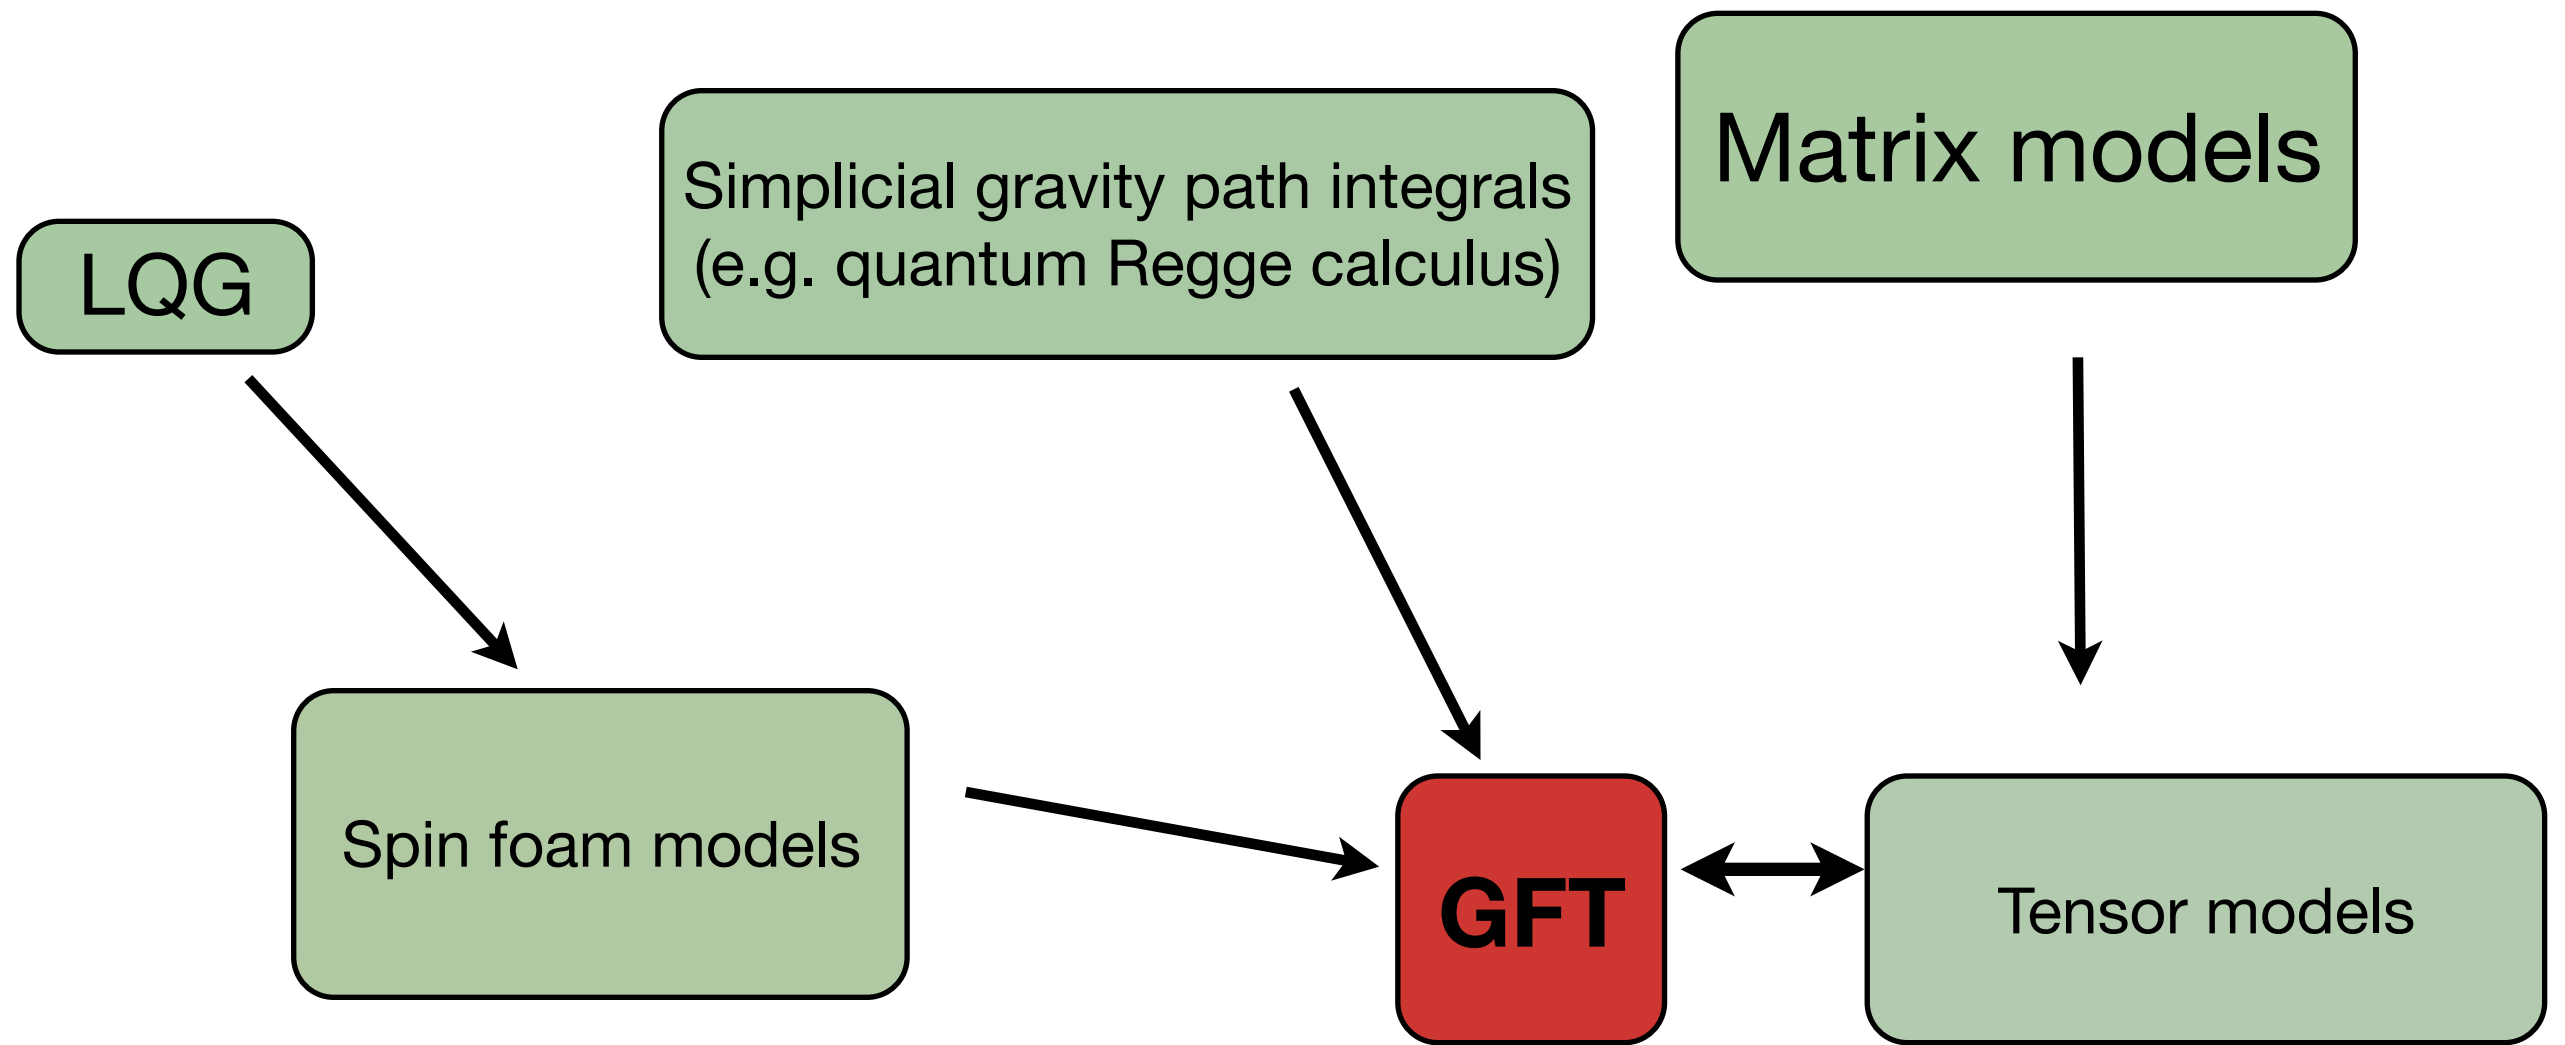 Matrix models
Simplicial gravity path integrals
(e.g. quantum Regge calculus)
LQG
Spin foam models
GFT
Tensor models